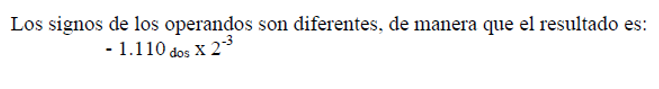 Los signos de los operandos son diferentes, de manera que el resultado es:
- 1.110 dos x 2⁻³